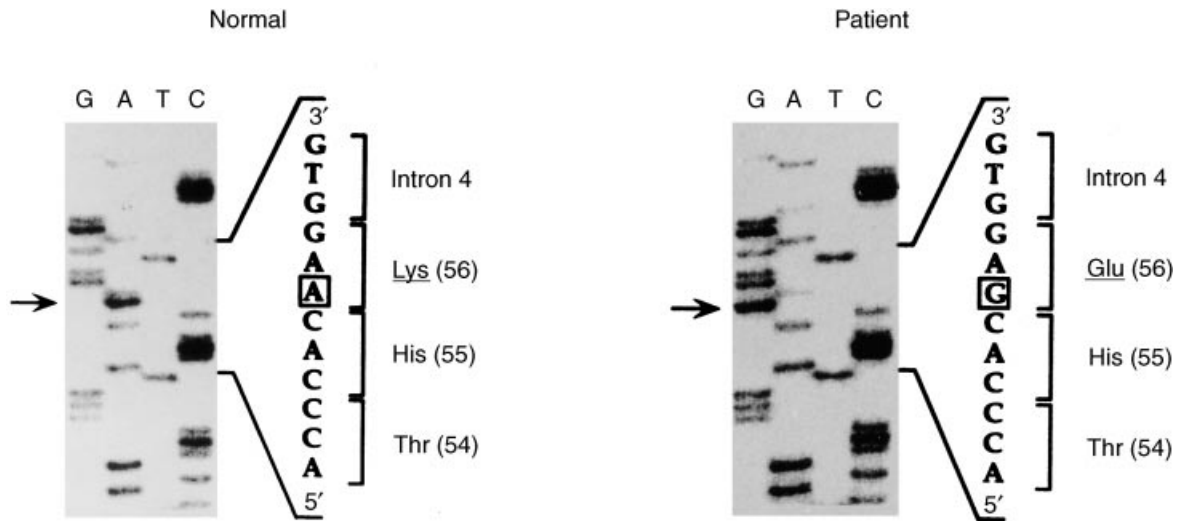 Normal
G A T C
3′
G
T
G
G
A
A
C
A
C
C
C
A
5′
Intron 4
Lys (56)
His (55)
Thr (54)
Patient
G A T C
3′
G
T
G
G
A
G
C
A
C
C
C
A
5′
Intron 4
Glu (56)
His (55)
Thr (54)